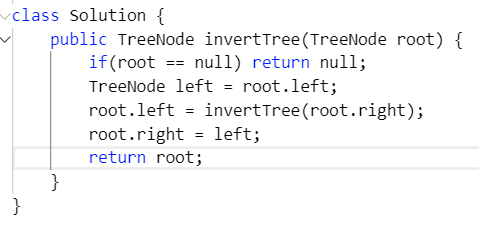 class Solution {
    public TreeNode invertTree(TreeNode root) {
        if(root == null) return null;
        TreeNode left = root.left;
        root.left = invertTree(root.right);
        root.right = left;
        return root;
    }
}